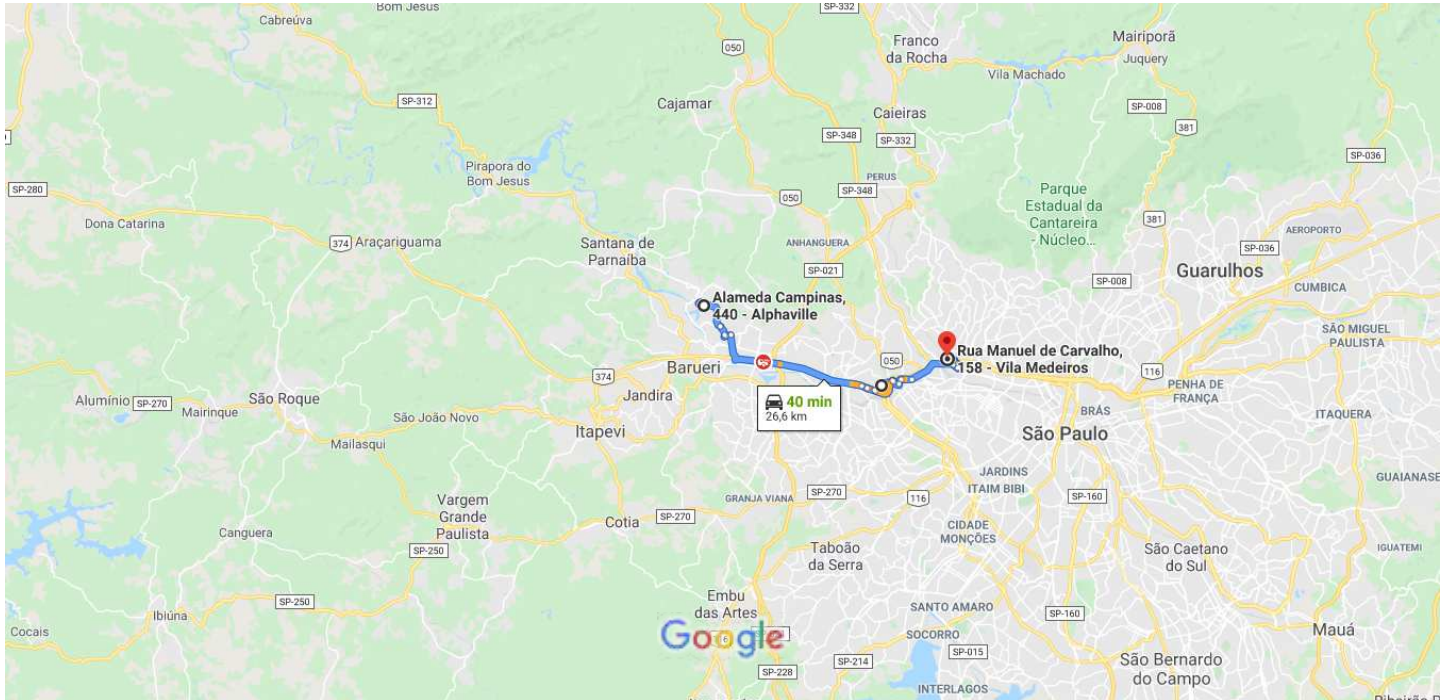 Bom Jesus
SP-332
Cabreúva
Mairiporã
Franco
da Rocha
050
Juquery
Vila Machado
SP-312
Cajamar
SP-008
Caieiras
381
SP-348
SP-332
SP-036
Pirapora do
Bom Jesus
PERUS
SP-280
SP-348
050
Parque
Estadual da
Cantareira
- Núcleo...
Dona Catarina
381
AEROPORTO
374
Araçariguama
Santana de
Parnaíba
ANHANGUERA
SP-036
SP-021
Guarulhos
SP-008
CUMBICA
Alameda Campinas,
440 - Alphaville
SÃO MIGUEL
PAULISTA
Rua Manuel de Carvalho,
158 - Vila Medeiros
050
Barueri
374
116
PENHA DE
FRANÇA
Jandira
Alumínio
SP-270
Mairinque
São Roque
40 min
26,6 km
BRÁS
ITAQUERA
São João Novo
Itapevi
São Paulo
Mailasqui
JARDINS
GUAIANASE
ITAIM BIBI
SP-270
GRANJA VIANA
116
SP-160
Vargem
Grande
Paulista
Cotia
SP-270
CIDADE
MONÇÕES
Canguera
SP-250
Taboão
da Serra
São Caetano
do Sul
IGUATEMI
Embu
das Artes
SP-250
SANTO AMARO
SP-160
Ibiúna
Cocais
Google
6
SOCORRO
Mauá
SP-015
SP-214
São Bernardo
do Campo
SP-228
INTERLAGOS